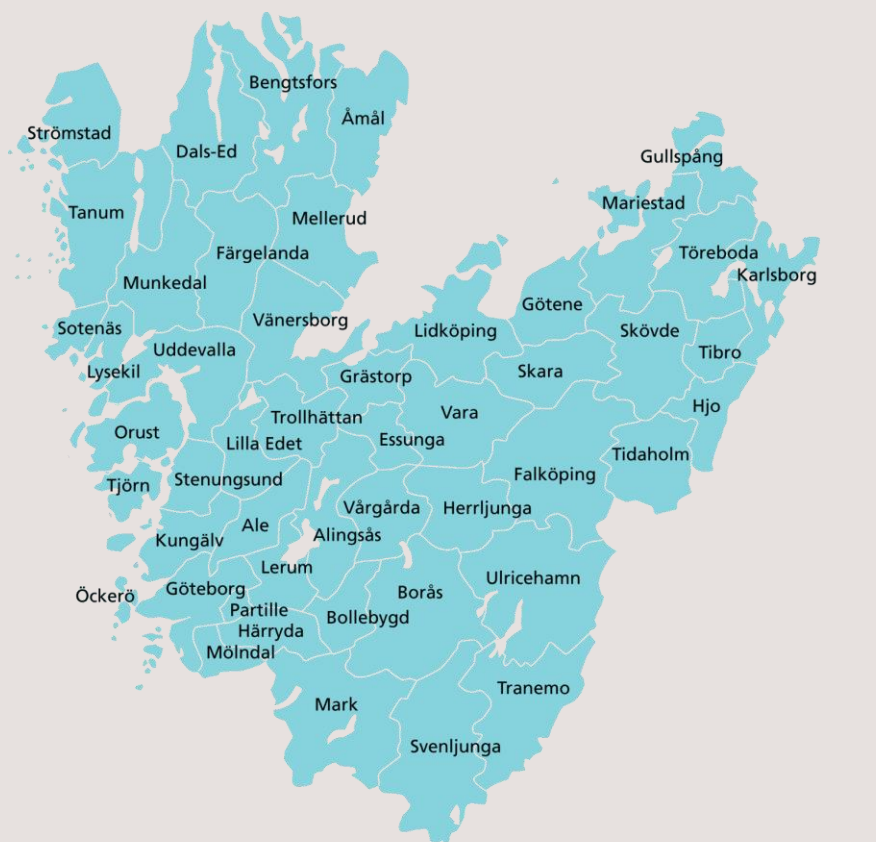 Bengtsfors
Åmål
Strömstad
Dals-Ed
Gullspång
Mariestad
Tanum
Mellerud
Färgelanda
Töreboda
Karlsborg
Munkedal
Götene
Vänersborg
Sotenäs
Lidköping
Skövde
Uddevalla
Tibro
Lysekil
Grästorp
Skara
Hjo
Vara
Trollhättan
Orust
Lilla Edet
Essunga
Tidaholm
Falköping
Stenungsund
Tjörn
Vårgårda
Herrljunga
Ale
Alingsås
Kungälv
Lerum
Ulricehamn
Göteborg
Borås
Öckerö
Partille
Bollebygd
Härryda
Mölndal
Tranemo
Mark
Svenljunga